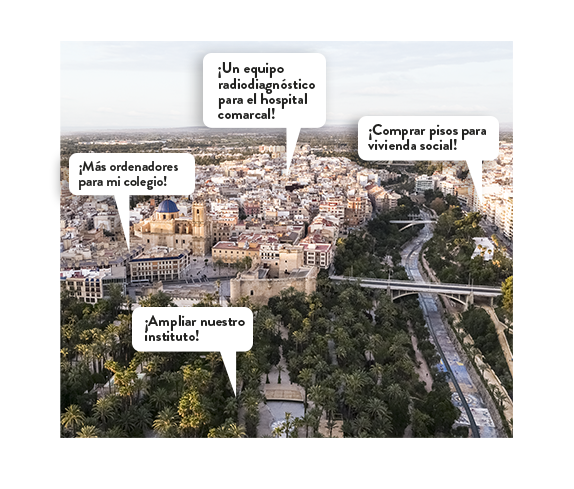 ¡Un equipo
radiodiagnóstico
para el hospital
comarcal!
¡Comprar pisos para
vivienda social!
¡Más ordenadores
para mi colegio!
¡Ampliar nuestro
instituto!